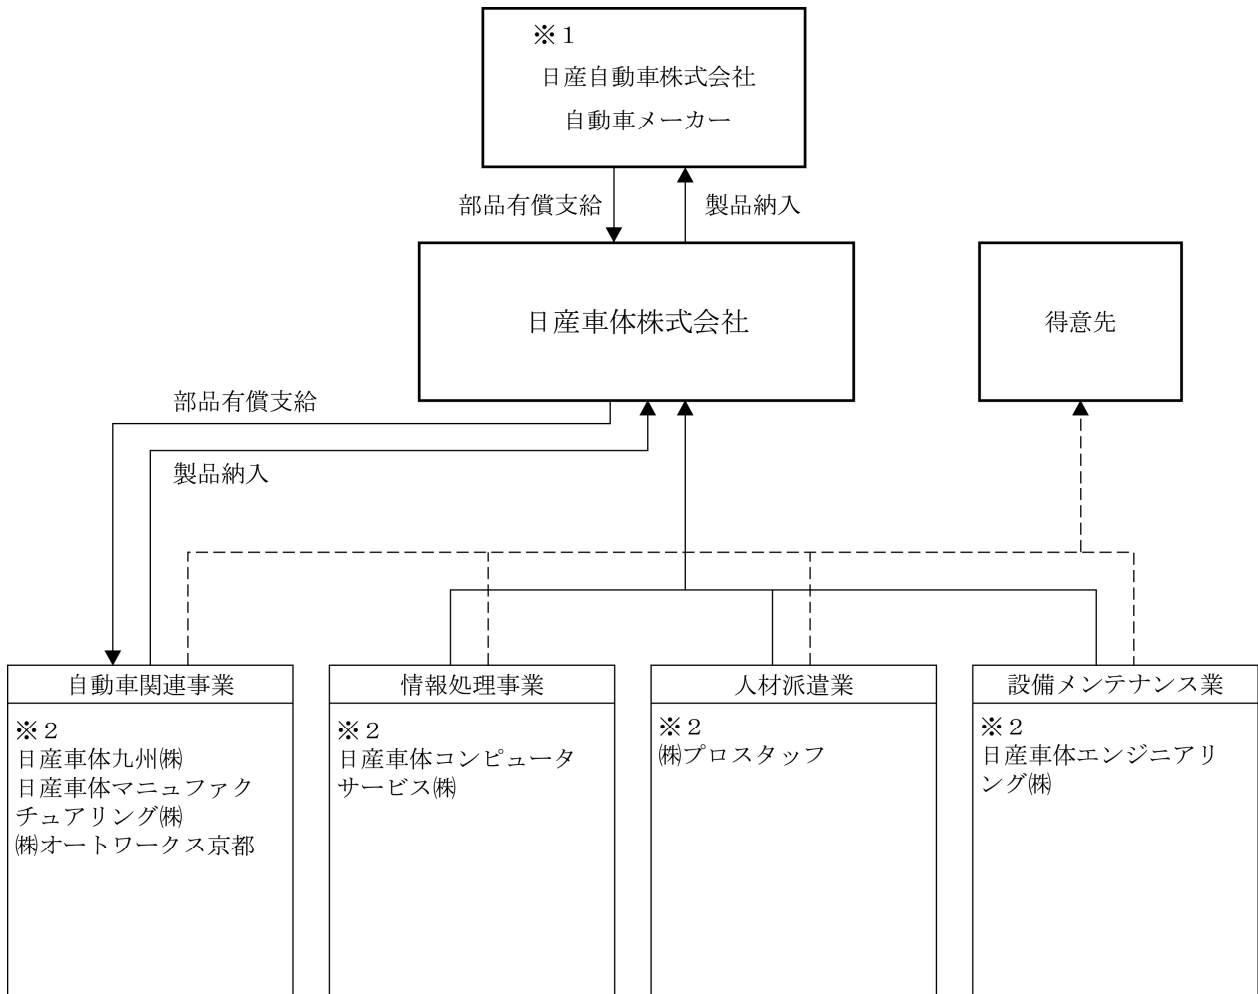 ※1
日産自動車株式会社
自動車メーカー
部品有償支給
製品納入
日産車体株式会社
得意先
部品有償支給
製品納入
自動車関連事業
※2
日産車体九州㈱
日産車体マニュファク
チュアリング㈱
㈱オートワークス京都
情報処理事業
※2
日産車体コンピュータ
サービス㈱
人材派遣業
※2
㈱プロスタッフ
設備メンテナンス業
※2
日産車体エンジニアリ
ング㈱